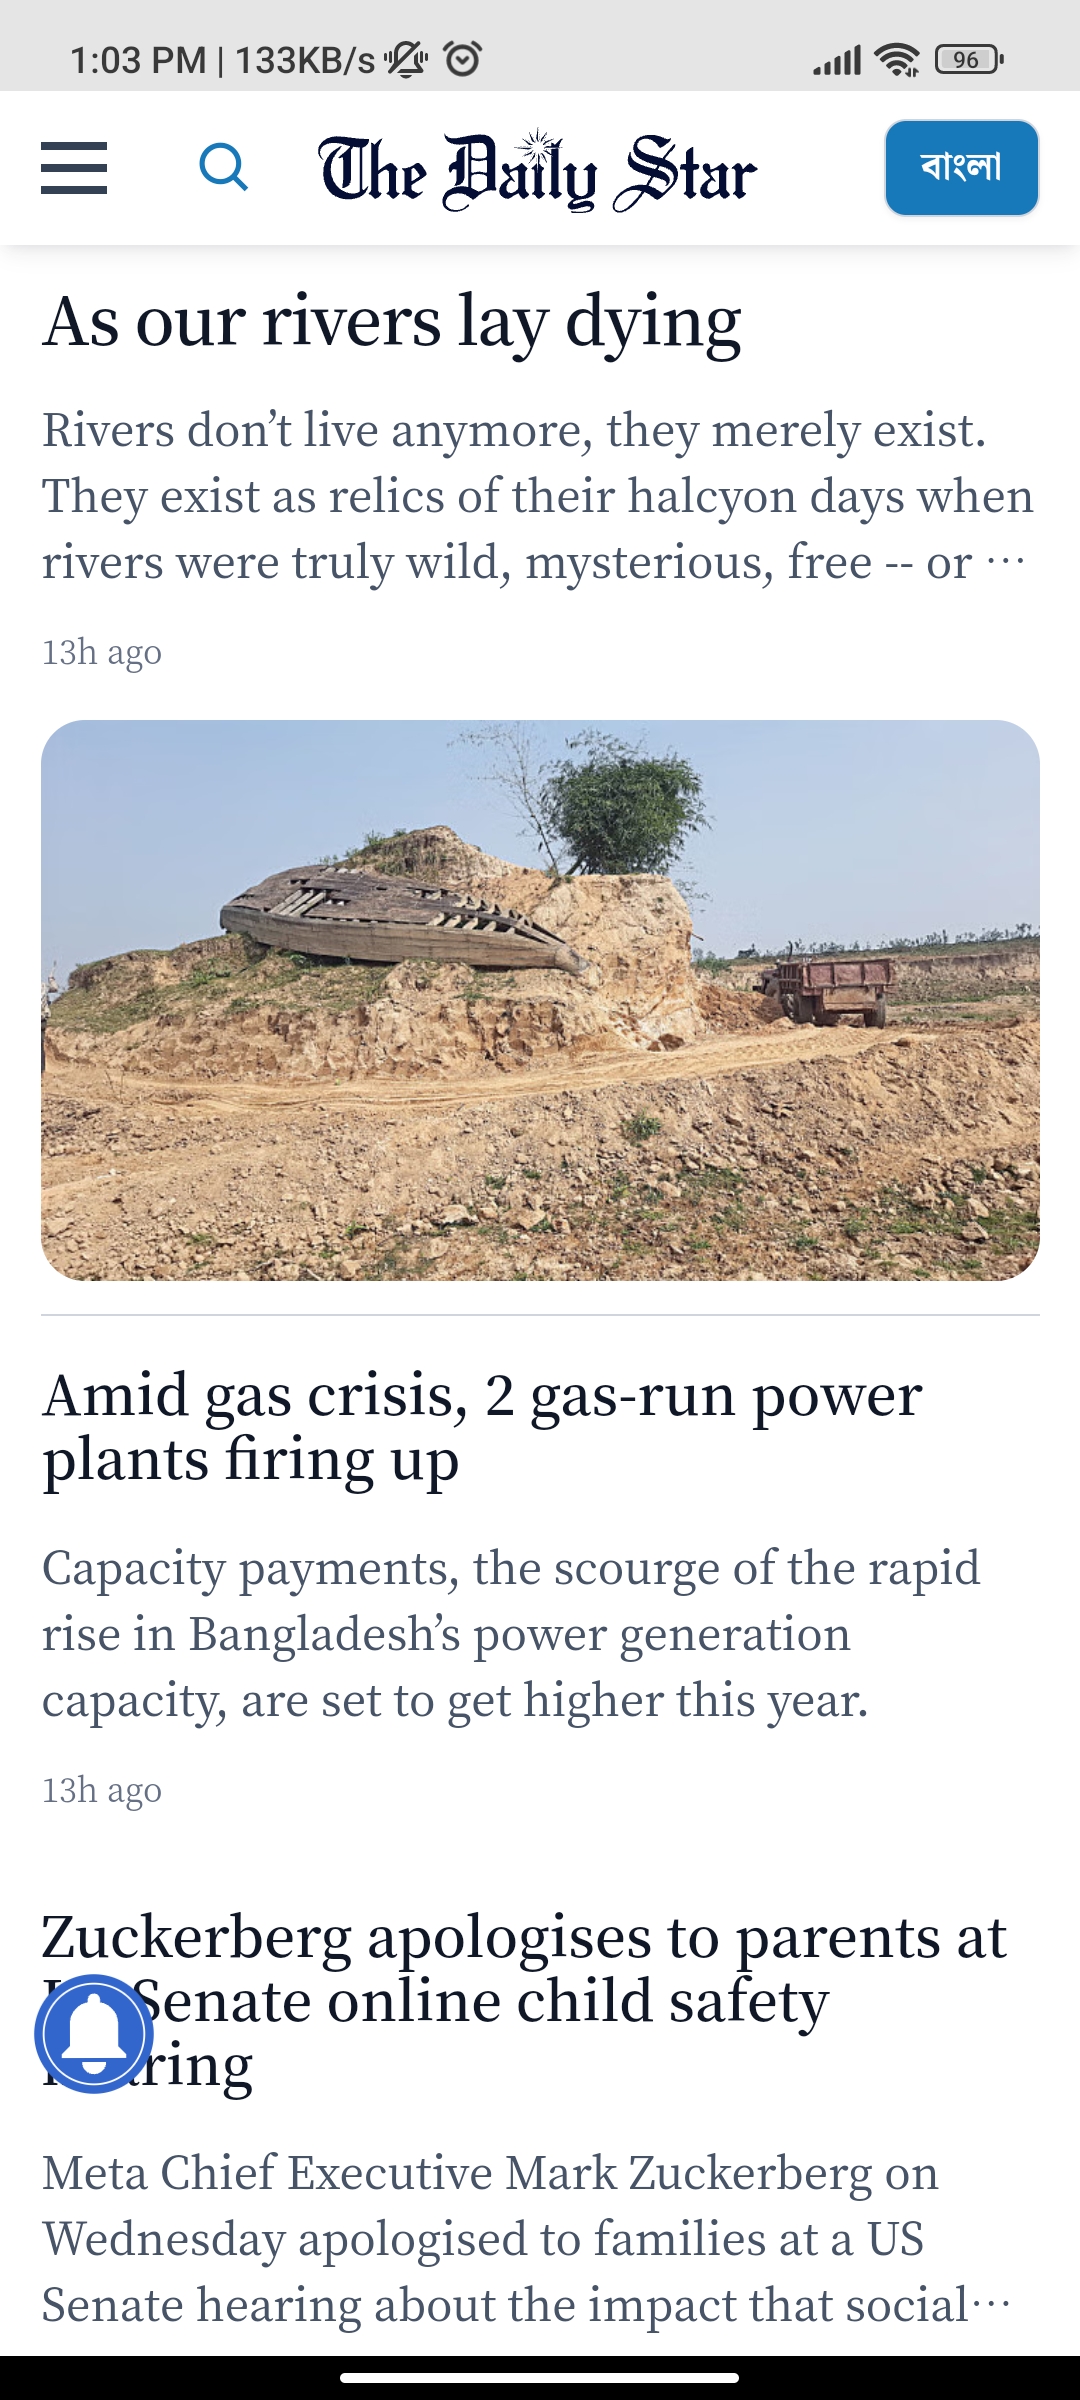 1:03 PM | 133KB/s
96
The Daily Star
বাংলা
As our rivers lay dying
Rivers don’t live anymore, they merely exist.
They exist as relics of their halcyon days when
rivers were truly wild, mysterious, free -- or ···
13h ago
Amid gas crisis, 2 gas-run power
plants firing up
Capacity payments, the scourge of the rapid
rise in Bangladesh’s power generation
capacity, are set to get higher this year.
13h ago
Zuckerberg apologises to parents at
Senate online child safety
ring
Meta Chief Executive Mark Zuckerberg on
Wednesday apologised to families at a US
Senate hearing about the impact that social···